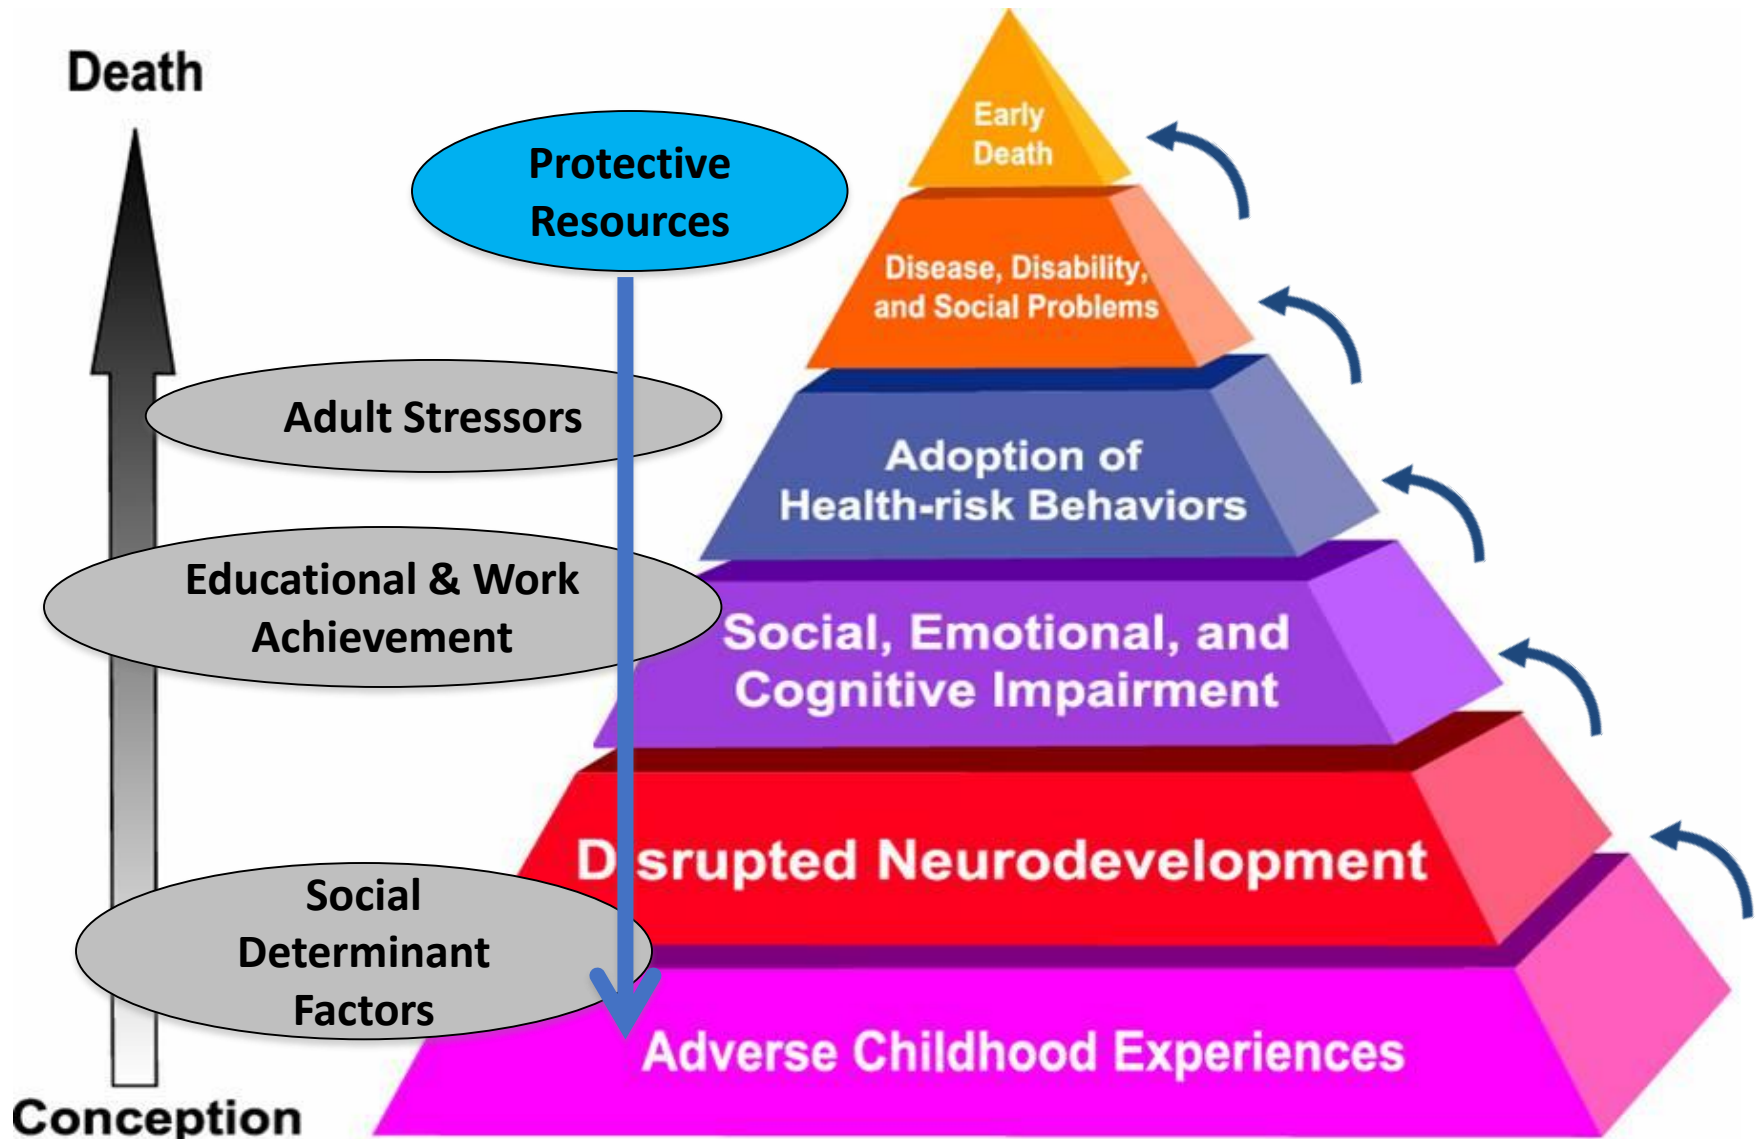 Death
Protective
Resources
Adult Stressors
Educational & Work
Achievement
Social
Determinant
Factors
Conception
Early
Death
Disease, Disability,
and Social Problems
Adoption of
Health-risk Behaviors
Social, Emotional, and
Cognitive Impairment
Disrupted Neurodevelopment
Adverse Childhood Experiences